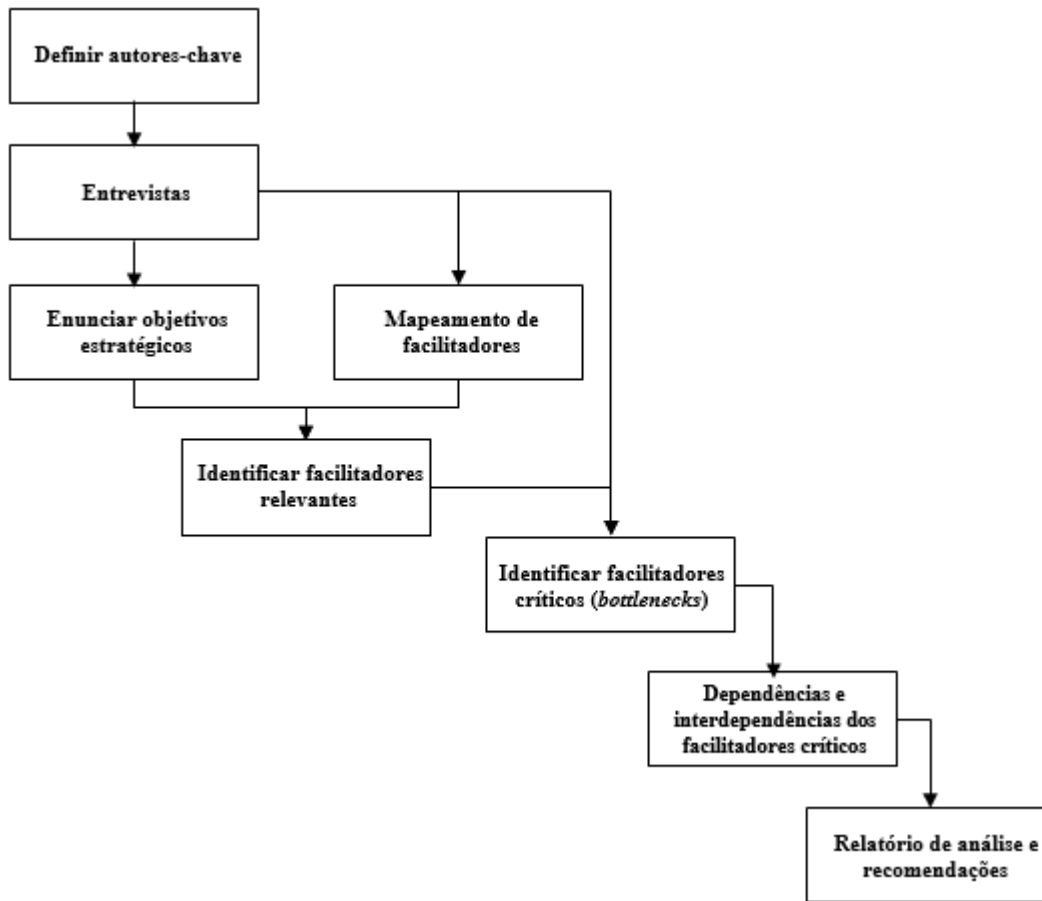 Definir autores-chave
Entrevistas
Enunciar objetivos
estratégicos
Mapeamento de
facilitadores
Identificar facilitadores
relevantes
Identificar facilitadores
críticos (bottlenecks)
Dependências e
interdependências dos
facilitadores críticos
Relatório de análise e
recomendações